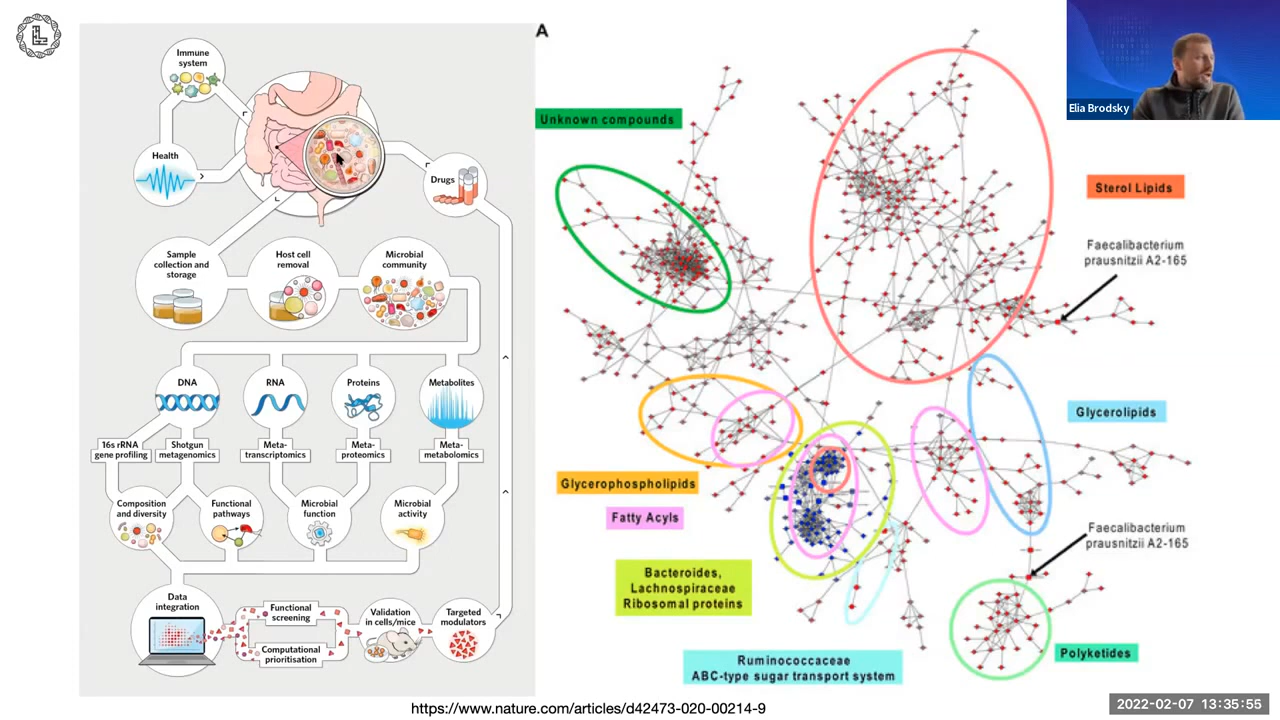 L
Immune
system
Health
Drugs
Sample
collection and
storage
Host cell
removal
Microbial
community
DNA
RNA
Proteins
Metabolites
16s rRNA
gene profiling
Shotgun
metagenomics
Meta-
transcriptomics
Meta-
proteomics
Meta-
metabolomics
Composition
and diversity
Functional
pathways
Microbial
function
Microbial
activity
Data
integration
Functional
screening
Computational
prioritisation
Validation
in cells/mice
Targeted
modulators
A
Unknown compounds
Sterol Lipids
Faecalibacterium
prausnitzii A2-165
Glycerolipids
Glycerophospholipids
Fatty Acyls
Bacteroides,
Lachnospiraceae
Ribosomal proteins
Faecalibacterium
prausnitzii A2-165
Ruminococcaceae
ABC-type sugar transport system
Polyketides
https://www.nature.com/articles/d42473-020-00214-9
Elia Brodsky
2022-02-07 13:35:55